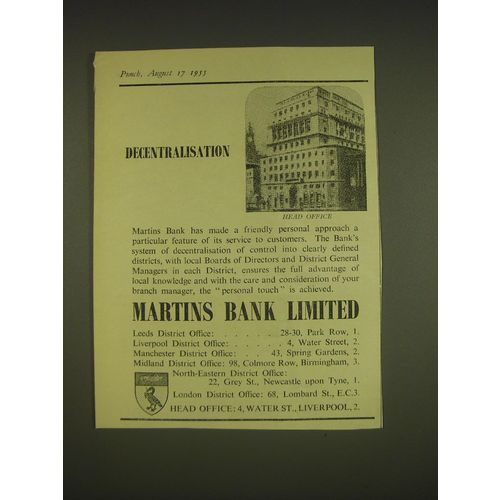 Punch, August 17 1955
DECENTRALISATION
HEAD OFFICE
Martins Bank has made a friendly personal approach a
particular feature of its service to customers. The Bank's
system of decentralisation of control into clearly defined
districts, with local Boards of Directors and District General
Managers in each District, ensures the full advantage of
local knowledge and with the care and consideration of your
branch manager, the "personal touch" is achieved.
MARTINS BANK LIMITED
Leeds District Office: . . . . . 28-30, Park Row, 1.
Liverpool District Office: . . . . . 4, Water Street, 2.
Manchester District Office: . . 43, Spring Gardens, 2.
Midland District Office: 98, Colmore Row, Birmingham, 3.
North-Eastern District Office:
22, Grey St., Newcastle upon Tyne, 1.
London District Office: 68, Lombard St., E.C.3.
HEAD OFFICE: 4, WATER ST., LIVERPOOL, 2.